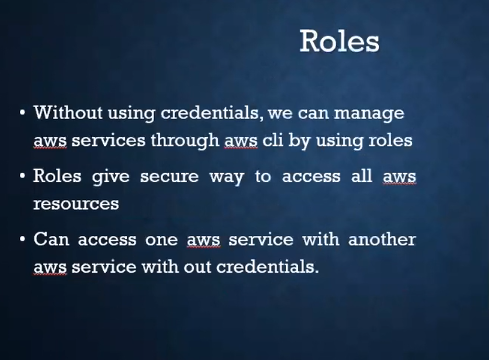 Roles
• Without using credentials, we can manage
aws services through aws cli by using roles
• Roles give secure way to access all aws
resources
• Can access one aws service with another
aws service with out credentials.